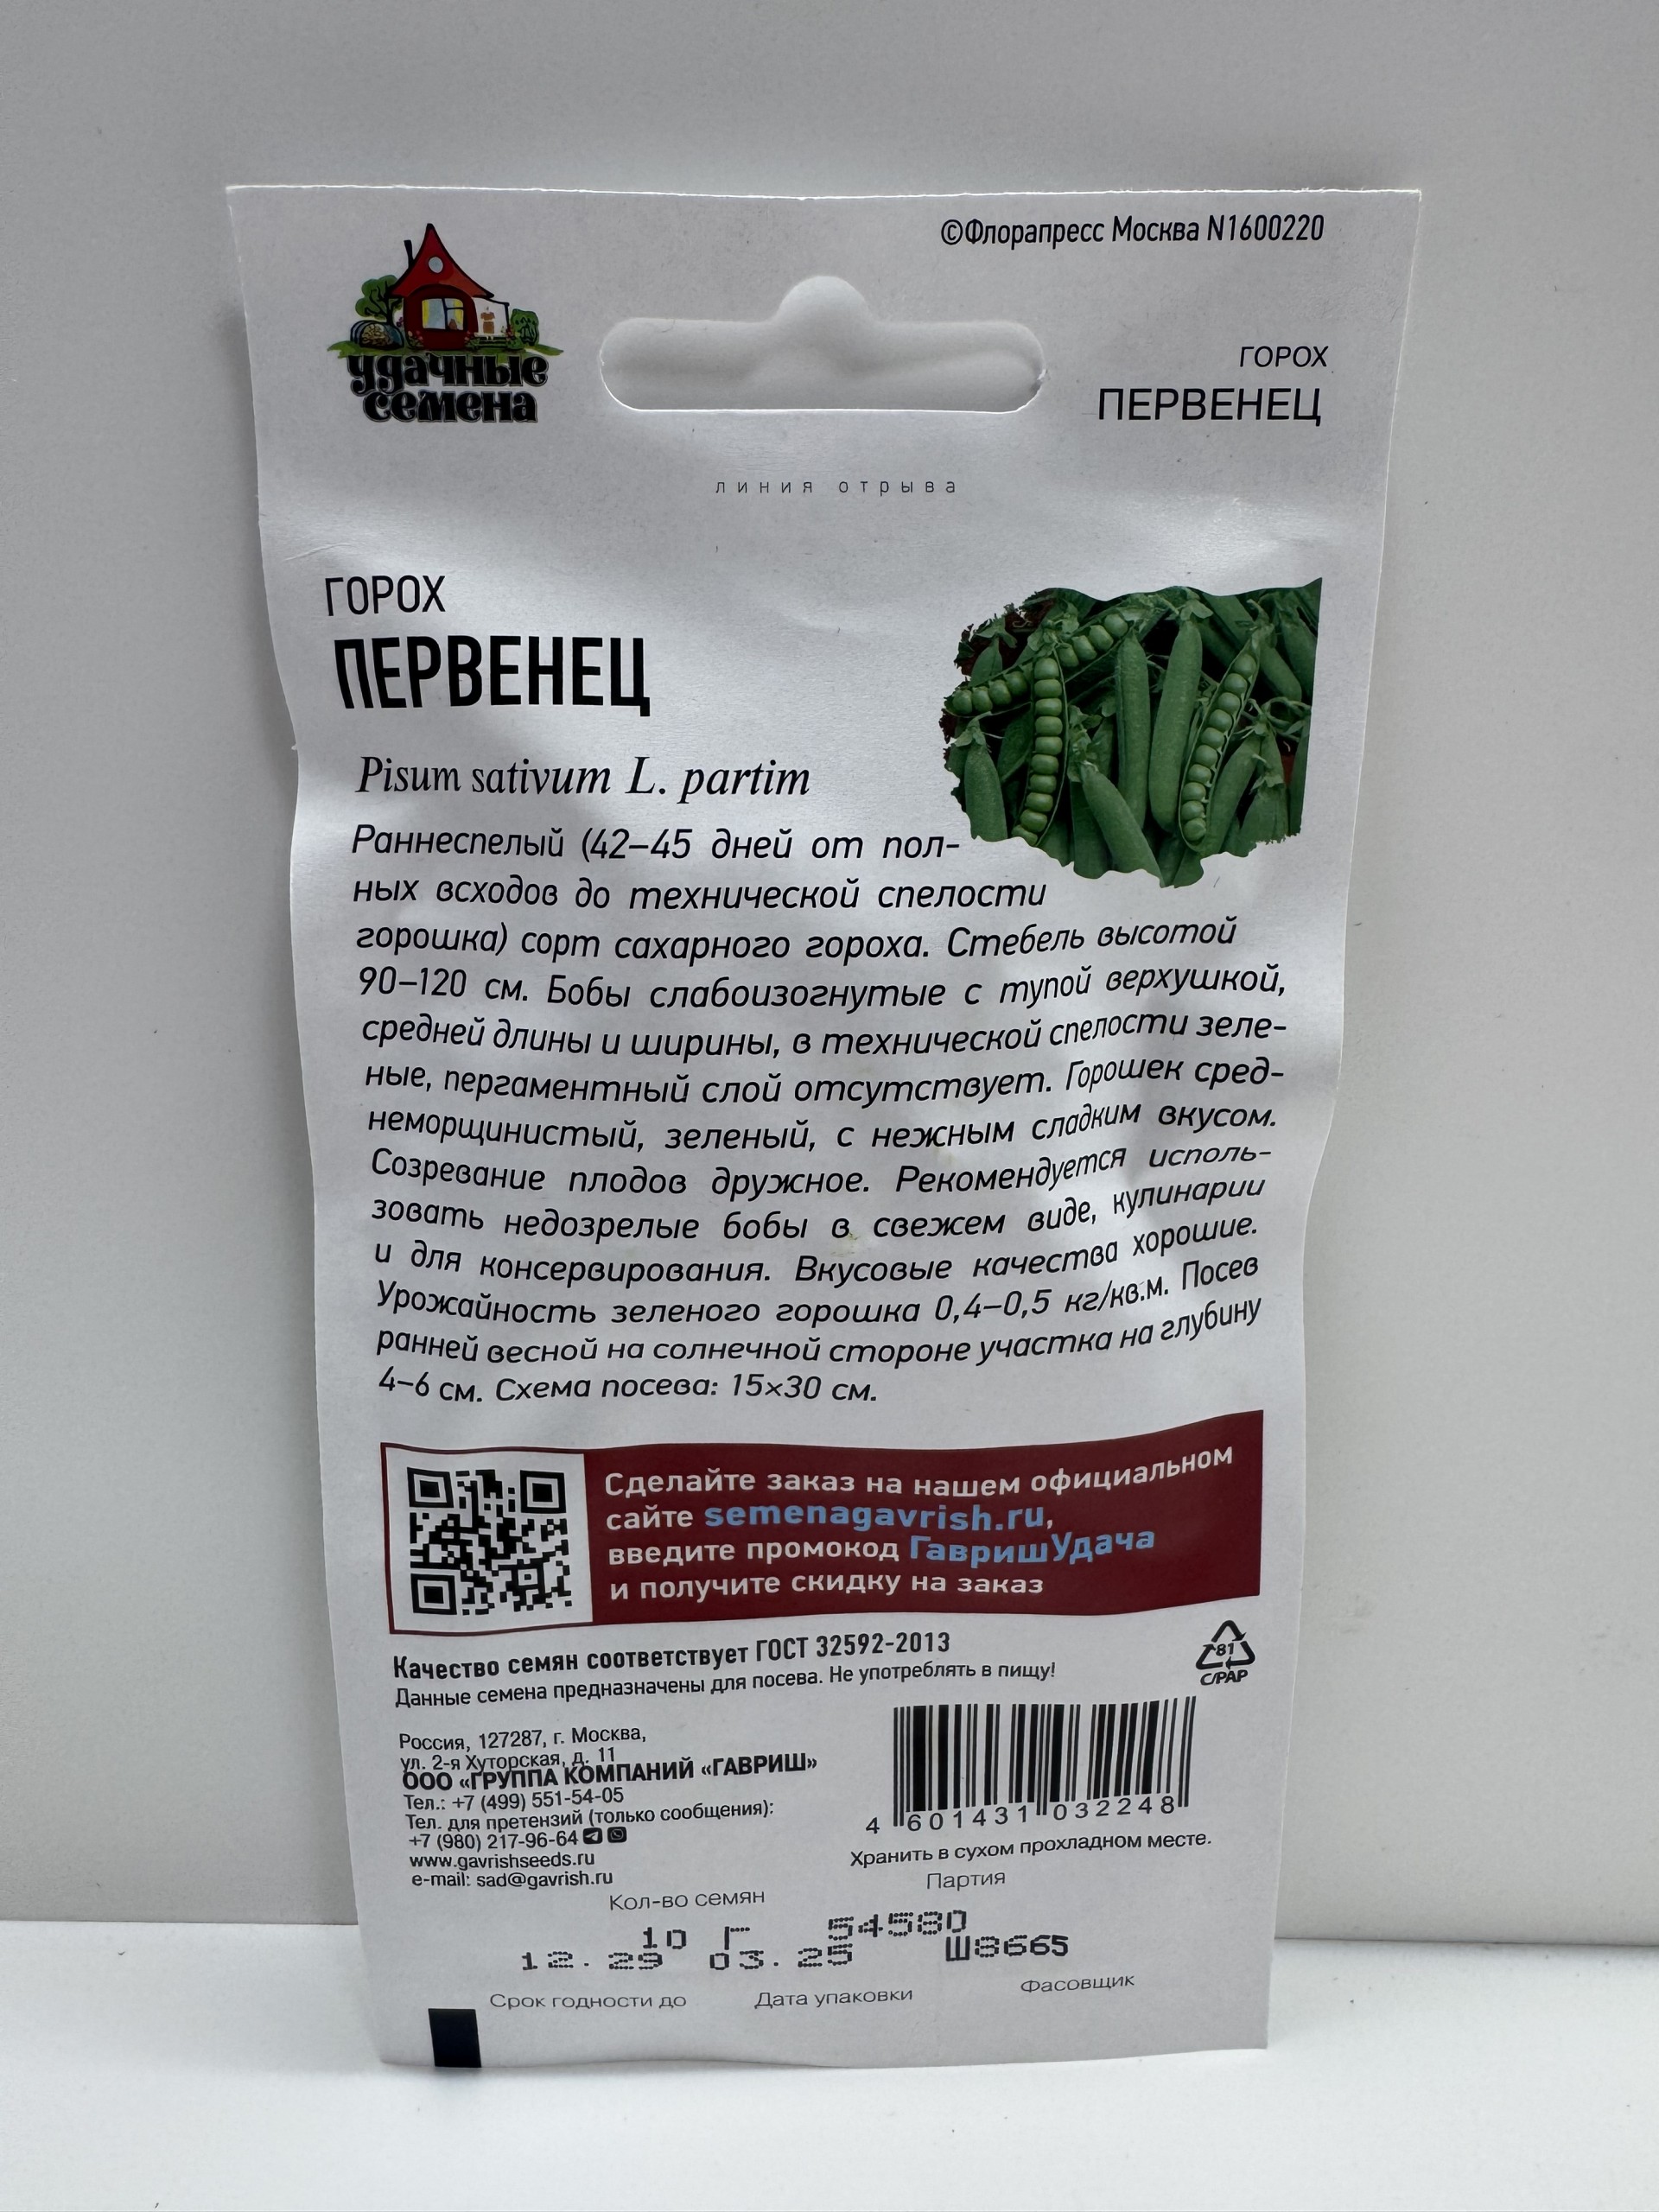 ©Флорапресс Москва N1600220
удачные
семена
ГОРОХ
ПЕРВЕНЕЦ
линия отрыва
ГОРОХ
ПЕРВЕНЕЦ
Pisum sativum L. partim
Раннеспелый (42–45 дней от пол-
ных всходов до технической спелости
горошка) сорт сахарного гороха. Стебель высотой
90–120 см. Бобы слабоизогнутые с тупой верхушкой,
средней длины и ширины, в технической спелости зеле-
ные, пергаментный слой отсутствует. Горошек сред-
неморщинистый, зеленый, с нежным сладким вкусом.
Созревание плодов дружное. Рекомендуется исполь-
зовать недозрелые бобы в свежем виде, кулинарии
и для консервирования. Вкусовые качества хорошие.
Урожайность зеленого горошка 0,4–0,5 кг/кв.м. Посев
ранней весной на солнечной стороне участка на глубину
4–6 см. Схема посева: 15×30 см.
Сделайте заказ на нашем официальном
сайте semenagavrish.ru,
введите промокод ГавришУдача
и получите скидку на заказ
Качество семян соответствует ГОСТ 32592-2013
Данные семена предназначены для посева. Не употреблять в пищу!
81
C/PAP
Россия, 127287, г. Москва,
ул. 2-я Хуторская, д. 11
ООО «ГРУППА КОМПАНИЙ «ГАВРИШ»
Тел.: +7 (499) 551-54-05
Тел. для претензий (только сообщения):
+7 (980) 217-96-64
www.gavrishseeds.ru
e-mail: sad@gavrish.ru
4 601431 032248
Хранить в сухом прохладном месте.
Кол-во семян
Партия
10 Г 54580
12.29 03.25 Ш8665
Срок годности до
Дата упаковки
Фасовщик